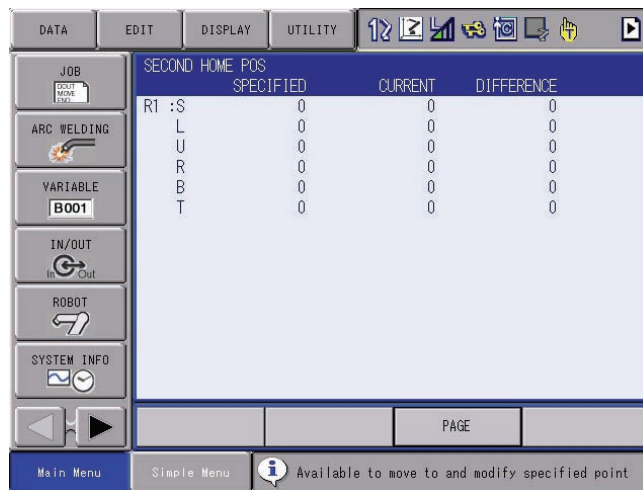 DATA EDIT DISPLAY UTILITY
JOB
DOUT
MOVE
END
ARC WELDING
VARIABLE
B001
IN/OUT
In Out
ROBOT
SYSTEM INFO
SECOND HOME POS
SPECIFIED CURRENT DIFFERENCE
R1 :S 0 0 0
L 0 0 0
U 0 0 0
R 0 0 0
B 0 0 0
T 0 0 0
PAGE
Main Menu Simple Menu Available to move to and modify specified point